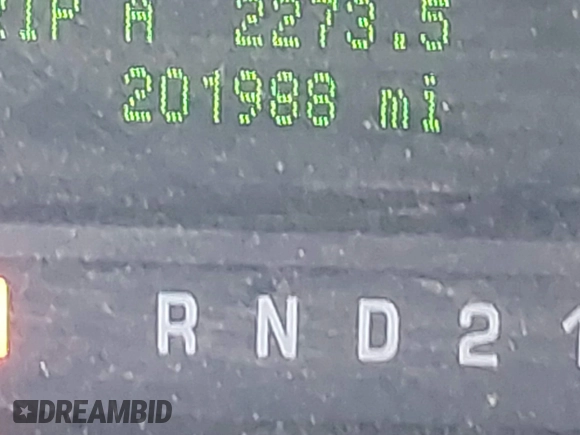 TRIP A 2273.5
201988 mi
R N D 2 1
DREAMBID